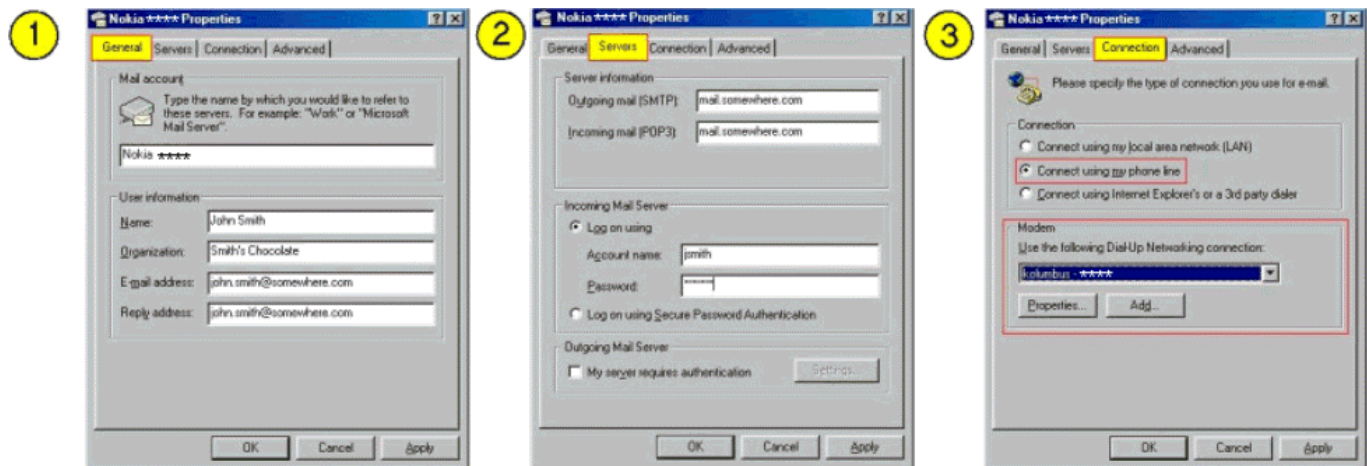 1
Nokia **** Properties
General Servers Connection Advanced
Mail account
Type the name by which you would like to refer to
these servers. For example: "Work" or "Microsoft
Mail Server".
Nokia ****
User information
Name: John Smith
Organization: Smith's Chocolate
E-mail address: john.smith@somewhere.com
Reply address: john.smith@somewhere.com
OK Cancel Apply
2
Nokia **** Properties
General Servers Connection Advanced
Server information
Outgoing mail (SMTP): mail.somewhere.com
Incoming mail (POP3): mail.somewhere.com
Incoming Mail Server
Log on using
Account name: jsmith
Password: ******
Log on using Secure Password Authentication
Outgoing Mail Server
My server requires authentication Settings...
OK Cancel Apply
3
Nokia **** Properties
General Servers Connection Advanced
Please specify the type of connection you use for e-mail.
Connection
Connect using my local area network (LAN)
Connect using my phone line
Connect using Internet Explorer's or a 3rd party dialer
Modem
Use the following Dial-Up Networking connection:
kolumbus - ****
Properties... Add...
OK Cancel Apply